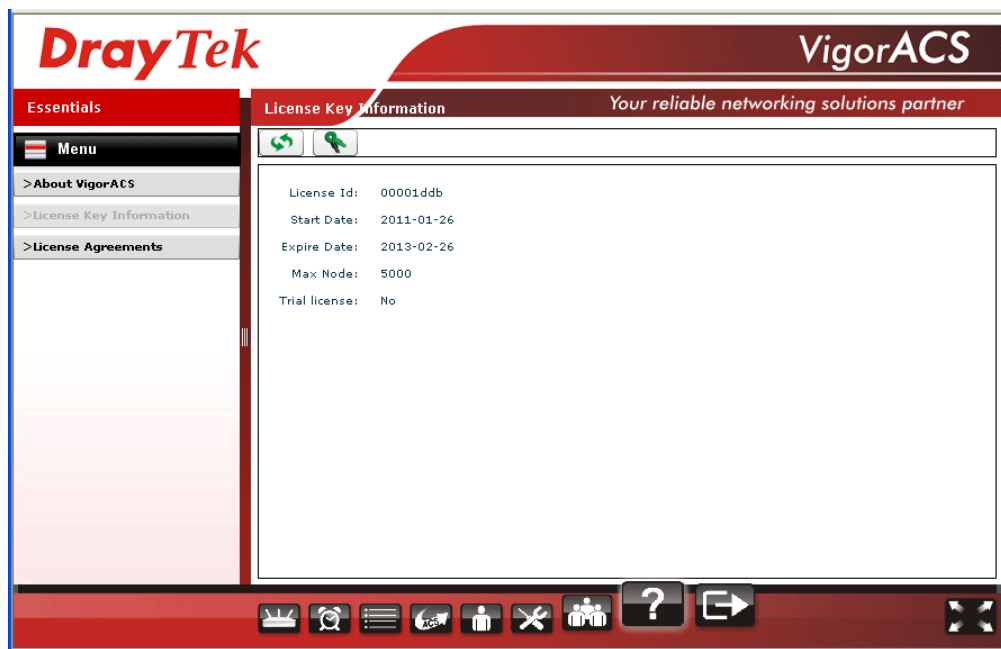 DrayTek
VigorACS
Essentials
License Key Information
Your reliable networking solutions partner
Menu
>About VigorACS
>License Key Information
>License Agreements
License Id: 00001ddb
Start Date: 2011-01-26
Expire Date: 2013-02-26
Max Node: 5000
Trial license: No
ACS
?